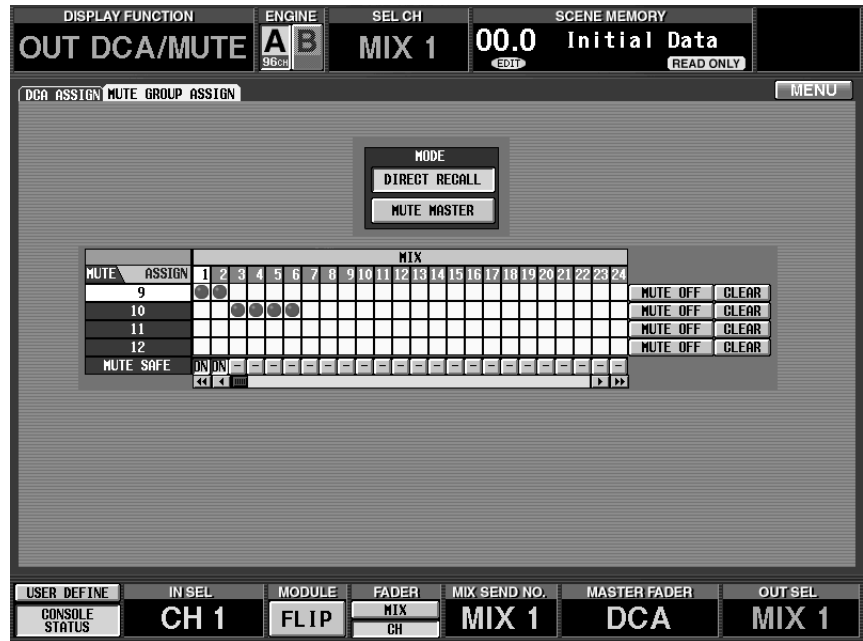 DISPLAY FUNCTION ENGINE SEL CH SCENE MEMORY
OUT DCA/MUTE A B MIX 1 00.0 Initial Data
96CH EDIT READ ONLY
DCA ASSIGN MUTE GROUP ASSIGN MENU
MODE
DIRECT RECALL
MUTE MASTER
MIX
MUTE ASSIGN 1 2 3 4 5 6 7 8 9 10 11 12 13 14 15 16 17 18 19 20 21 22 23 24
9 MUTE OFF CLEAR
10 MUTE OFF CLEAR
11 MUTE OFF CLEAR
12 MUTE OFF CLEAR
MUTE SAFE ON ON - - - - - - - - - - - - - - - - - - - - - -
USER DEFINE IN SEL MODULE FADER MIX SEND NO. MASTER FADER OUT SEL
CONSOLE STATUS CH 1 FLIP MIX CH MIX 1 DCA MIX 1